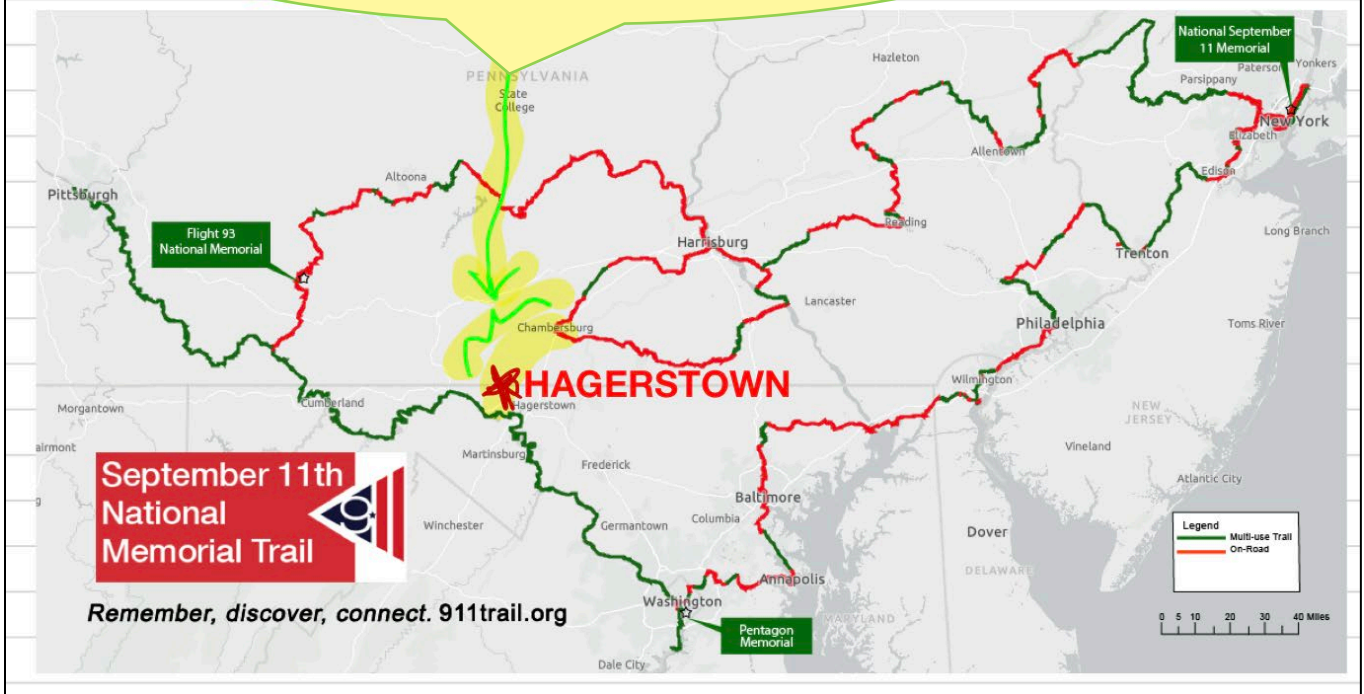 National September
11 Memorial
Hazleton
Paterson
Yonkers
Parsippany
PENNSYLVANIA
State
College
New York
Elizabeth
Allentown
Edison
Altoona
Pittsburgh
Flight 93
National Memorial
Reading
Long Branch
Harrisburg
Trenton
Lancaster
Chambersburg
Philadelphia
Toms River
HAGERSTOWN
Wilmington
Cumberland
Hagerstown
Morgantown
NEW
JERSEY
airmont
Vineland
Martinsburg
Frederick
September 11th
National
Memorial Trail
911
Atlantic City
Baltimore
Winchester
Germantown
Columbia
Dover
Legend
Multi-use Trail
On-Road
DELAWARE
Annapolis
Washington
Remember, discover, connect. 911trail.org
MARYLAND
0 5 10 20 30 40 Miles
Pentagon
Memorial
Dale City